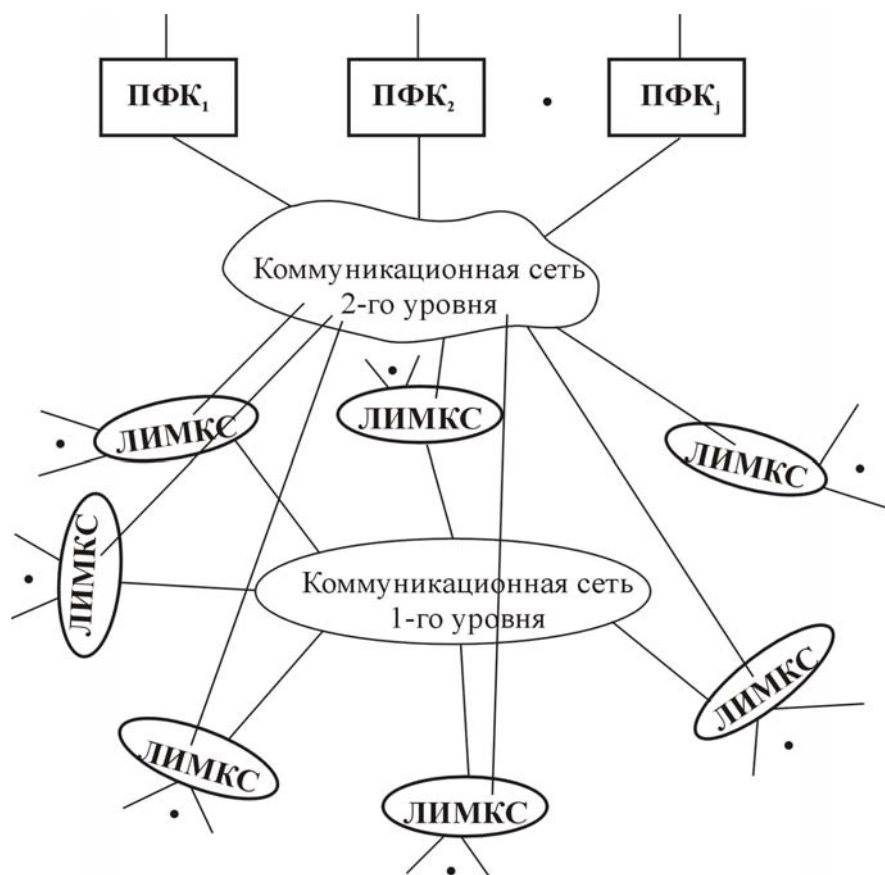 ПФК₁
ПФК₂
ПФКⱼ
Коммуникационная сеть
2-го уровня
ЛИМКС
ЛИМКС
ЛИМКС
ЛИМКС
Коммуникационная сеть
1-го уровня
ЛИМКС
ЛИМКС
ЛИМКС